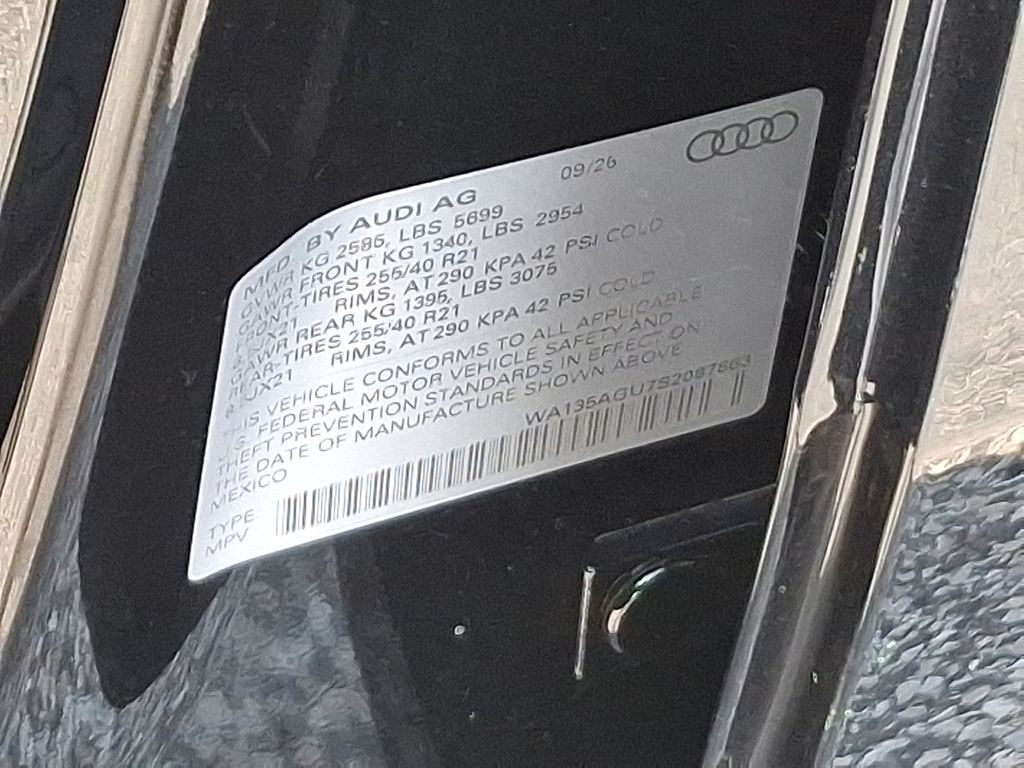 MFD. BY AUDI AG 09/26
GVWR KG 2585, LBS 5699
GAWR FRONT KG 1340, LBS 2954
FRONT-TIRES 255/40 R21
RIMS, AT 290 KPA 42 PSI COLD
GAWR REAR KG 1395, LBS 3075
REAR-TIRES 255/40 R21
RIMS, AT 290 KPA 42 PSI COLD
THIS VEHICLE CONFORMS TO ALL APPLICABLE
U.S. FEDERAL MOTOR VEHICLE SAFETY AND
THEFT PREVENTION STANDARDS IN EFFECT ON
THE DATE OF MANUFACTURE SHOWN ABOVE
MEXICO
TYPE
MPV